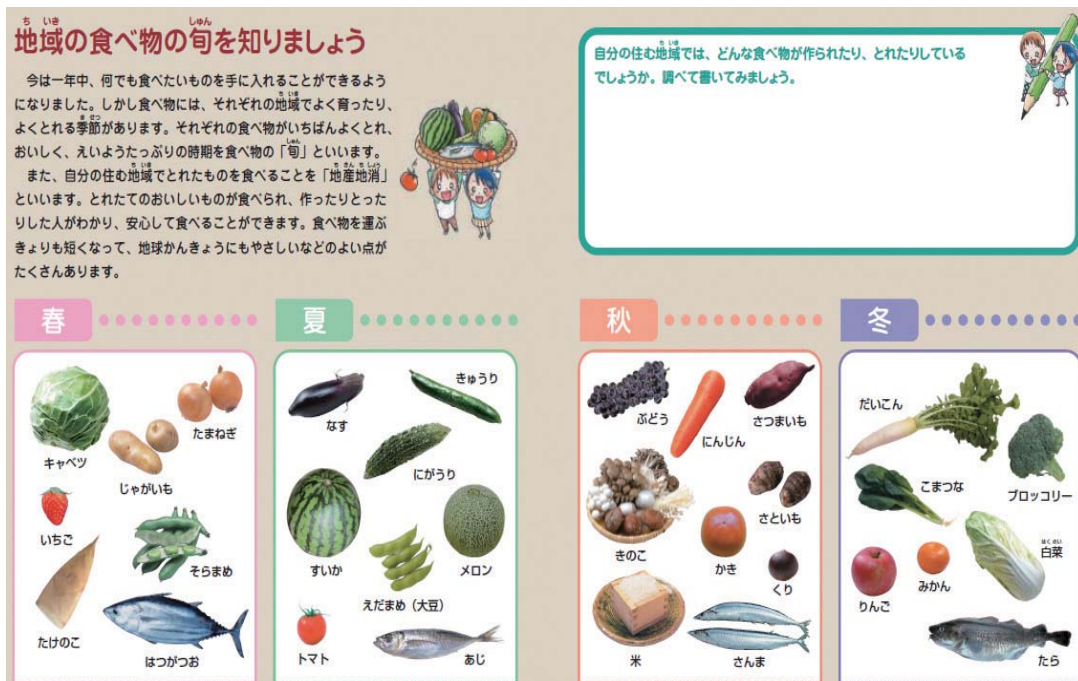 地域の食べ物の旬を知りましょう
今は一年中、何でも食べたいものを手に入れることができるよう
になりました。しかし食べ物には、それぞれの地域でよく育ったり、
よくとれる季節があります。それぞれの食べ物がいちばんよくとれ、
おいしく、えいようたっぷりの時期を食べ物の「旬」といいます。
また、自分の住む地域でとれたものを食べることを「地産地消」
といいます。とれたてのおいしいものが食べられ、作ったりとった
りした人がわかり、安心して食べることができます。食べ物を運ぶ
きょりも短くなって、地球かんきょうにもやさしいなどのよい点が
たくさんあります。
自分の住む地域では、どんな食べ物が作られたり、とれたりしている
でしょうか。調べて書いてみましょう。
春
キャベツ
たまねぎ
じゃがいも
いちご
そらまめ
たけのこ
はつがつお
夏
なす
きゅうり
にがうり
すいか
メロン
えだまめ（大豆）
トマト
あじ
秋
ぶどう
にんじん
さつまいも
きのこ
さといも
かき
くり
米
さんま
冬
だいこん
こまつな
ブロッコリー
白菜
りんご
みかん
たら